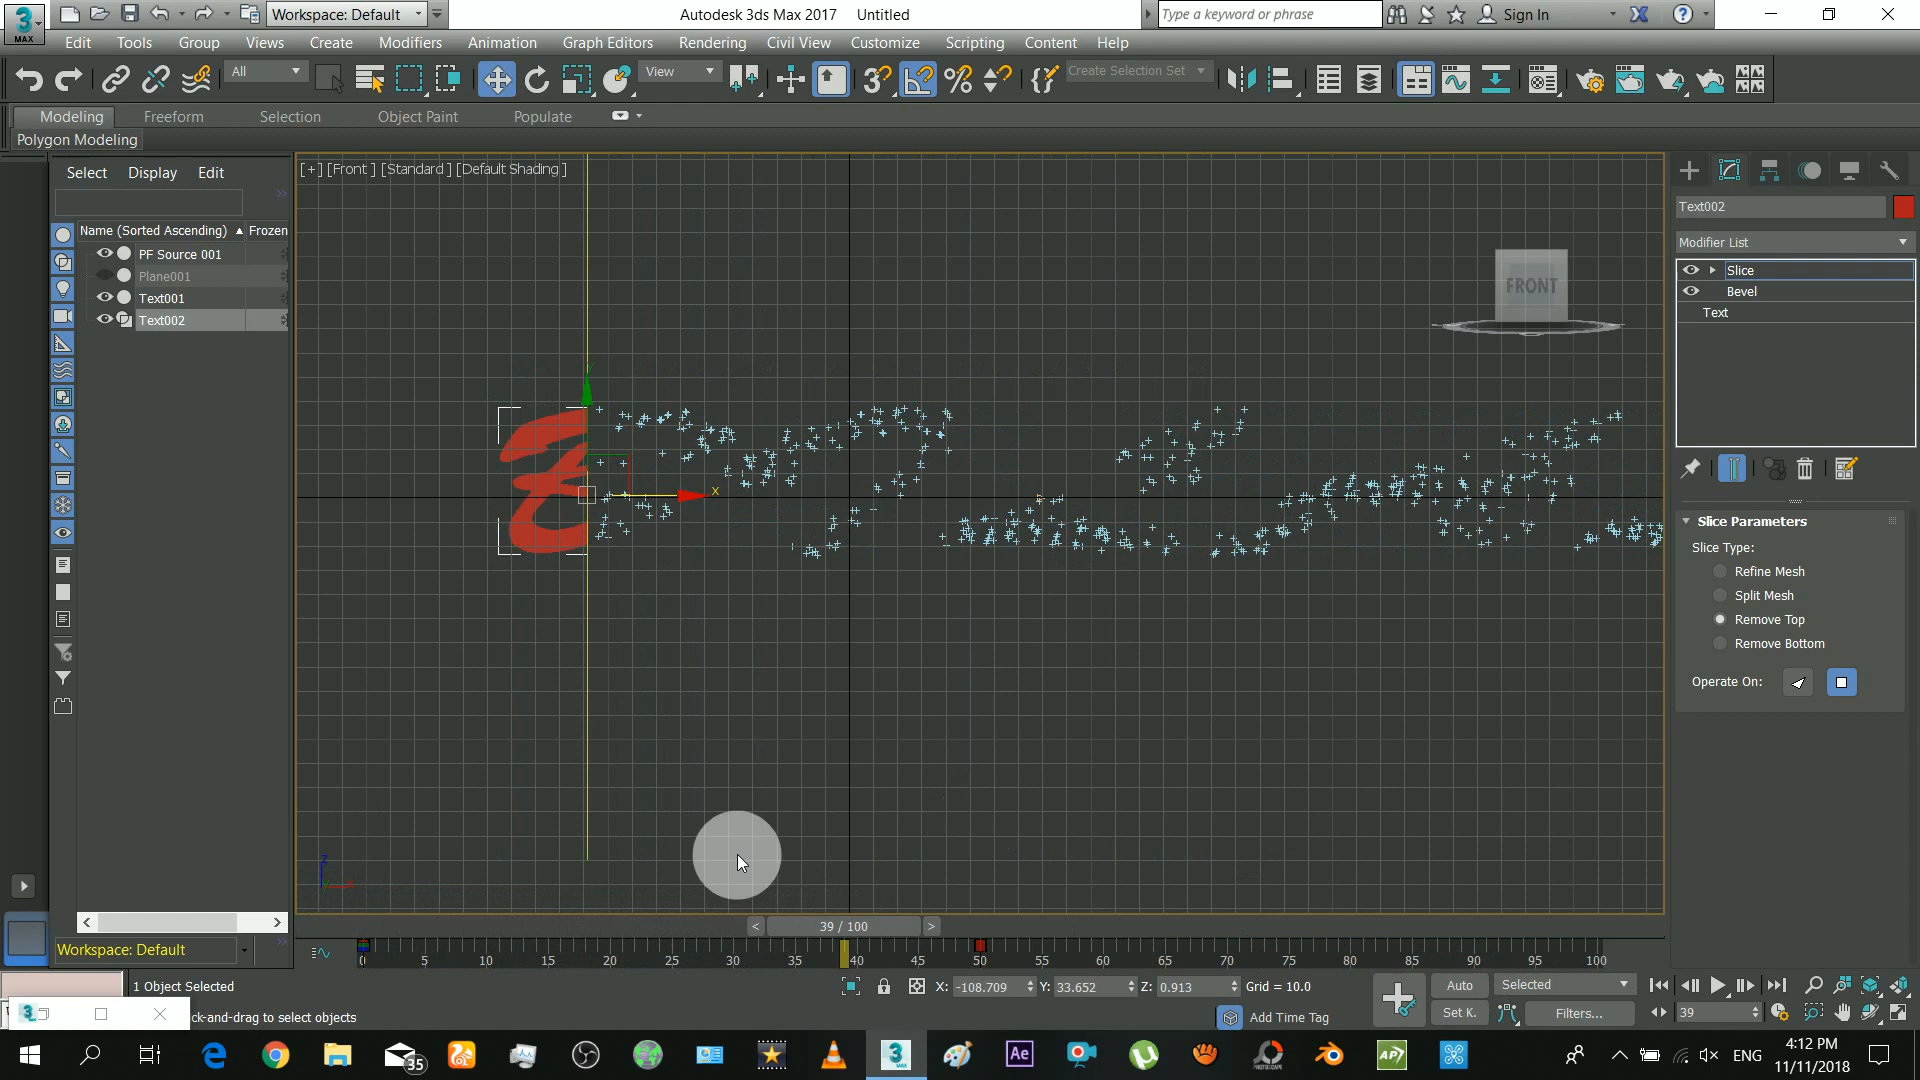 3
MAX
Workspace: Default
Autodesk 3ds Max 2017 Untitled
Type a keyword or phrase
Sign In
Edit Tools Group Views Create Modifiers Animation Graph Editors Rendering Civil View Customize Scripting Content Help
All
View
Create Selection Set
Modeling Freeform Selection Object Paint Populate
Polygon Modeling
Select Display Edit
Name (Sorted Ascending) Frozen
PF Source 001
Plane001
Text001
Text002
[+] [Front ] [Standard ] [Default Shading ]
FRONT
y
x
z
Text002
Modifier List
Slice
Bevel
Text
Slice Parameters
Slice Type:
Refine Mesh
Split Mesh
Remove Top
Remove Bottom
Operate On:
< 39 / 100 >
Workspace: Default
0 5 10 15 20 25 30 35 40 45 50 55 60 65 70 75 80 85 90 95 100
1 Object Selected
X: -108.709 Y: 33.652 Z: 0.913 Grid = 10.0
Auto Selected
ck-and-drag to select objects
Add Time Tag
Set K. Filters...
39
35
3
MAX
Ae
AP7
ENG
4:12 PM
11/11/2018